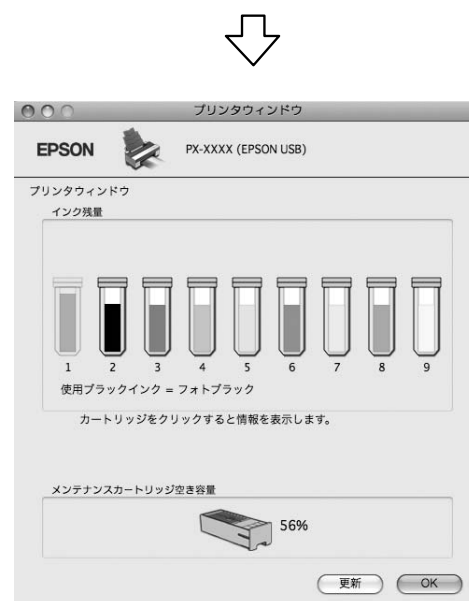 プリンタウィンドウ
EPSON
PX-XXXX (EPSON USB)
プリンタウィンドウ
インク残量
1 2 3 4 5 6 7 8 9
使用ブラックインク = フォトブラック
カートリッジをクリックすると情報を表示します。
メンテナンスカートリッジ空き容量
56%
更新 OK